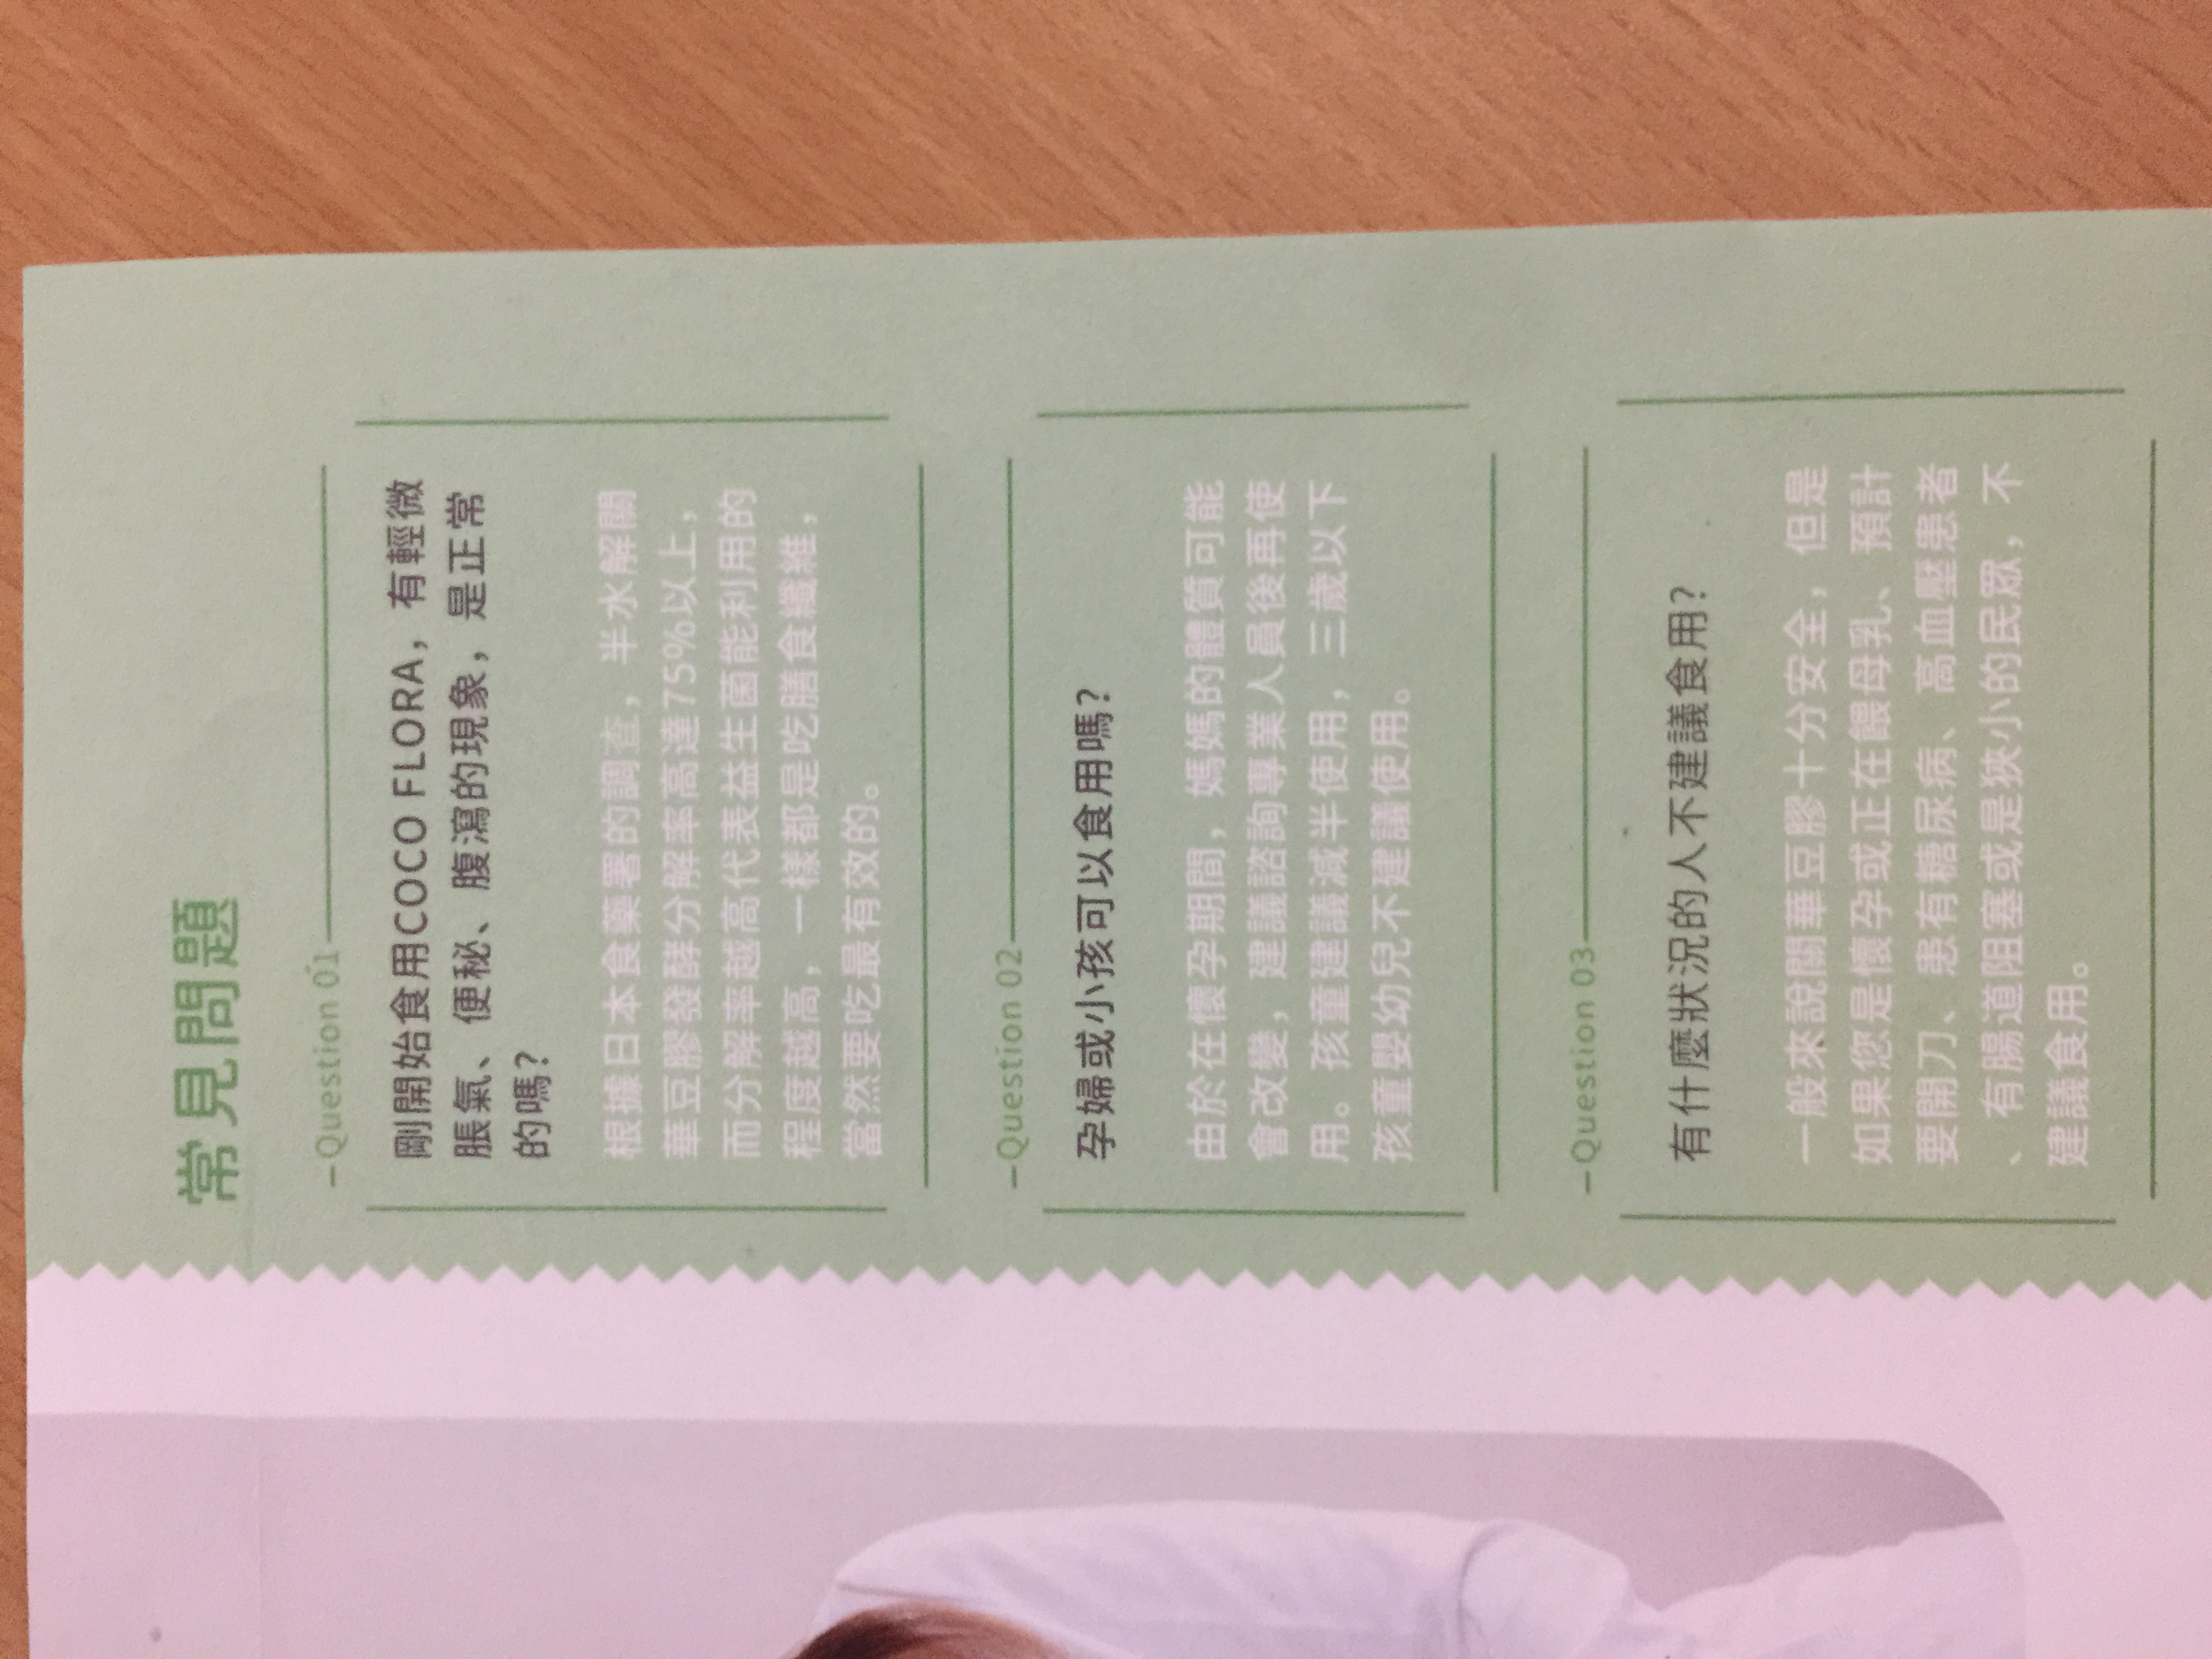 常見問題
Question 01
剛開始食用COCO FLORA，有輕微
脹氣、便秘、腹瀉的現象，是正常
的嗎？
根據日本食藥署的調查，半水解關
華豆膠發酵分解率高達75%以上，
而分解率越高代表益生菌能利用的
程度越高，一樣都是吃膳食纖維，
當然要吃最有效的。
Question 02
孕婦或小孩可以食用嗎？
由於在懷孕期間，媽媽的體質可能
會改變，建議諮詢專業人員後再使
用。孩童建議減半使用，三歲以下
孩童嬰幼兒不建議使用。
Question 03
有什麼狀況的人不建議食用？
一般來說關華豆膠十分安全，但是
如果您是懷孕或正在餵母乳、預計
要開刀、患有糖尿病、高血壓患者
、有腸道阻塞或是狹小的民眾，不
建議食用。